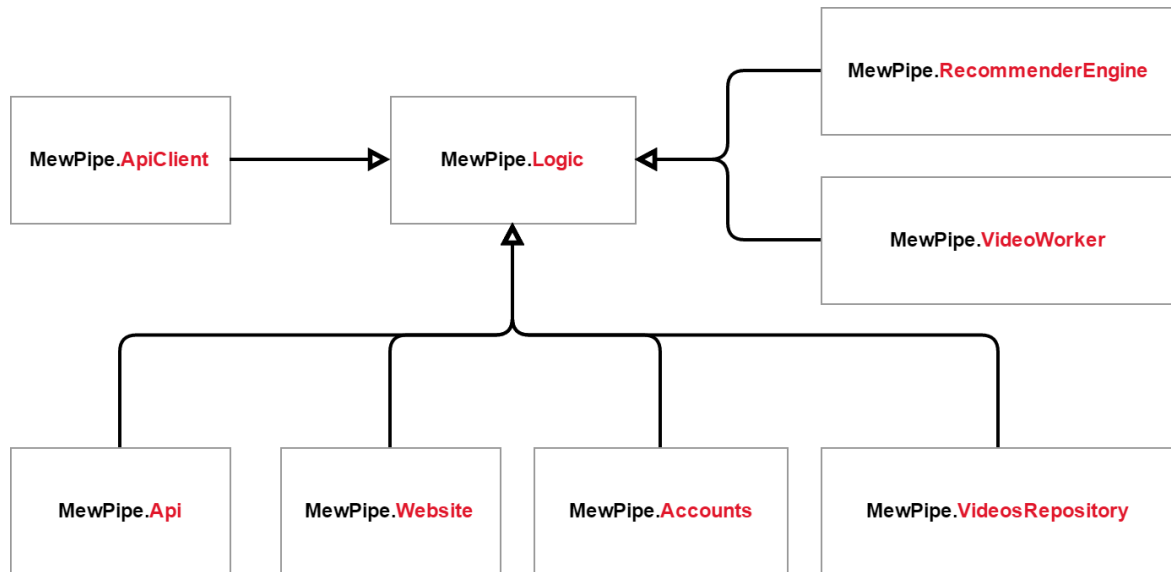 MewPipe.RecommenderEngine
MewPipe.ApiClient
MewPipe.Logic
MewPipe.VideoWorker
MewPipe.Api
MewPipe.Website
MewPipe.Accounts
MewPipe.VideosRepository